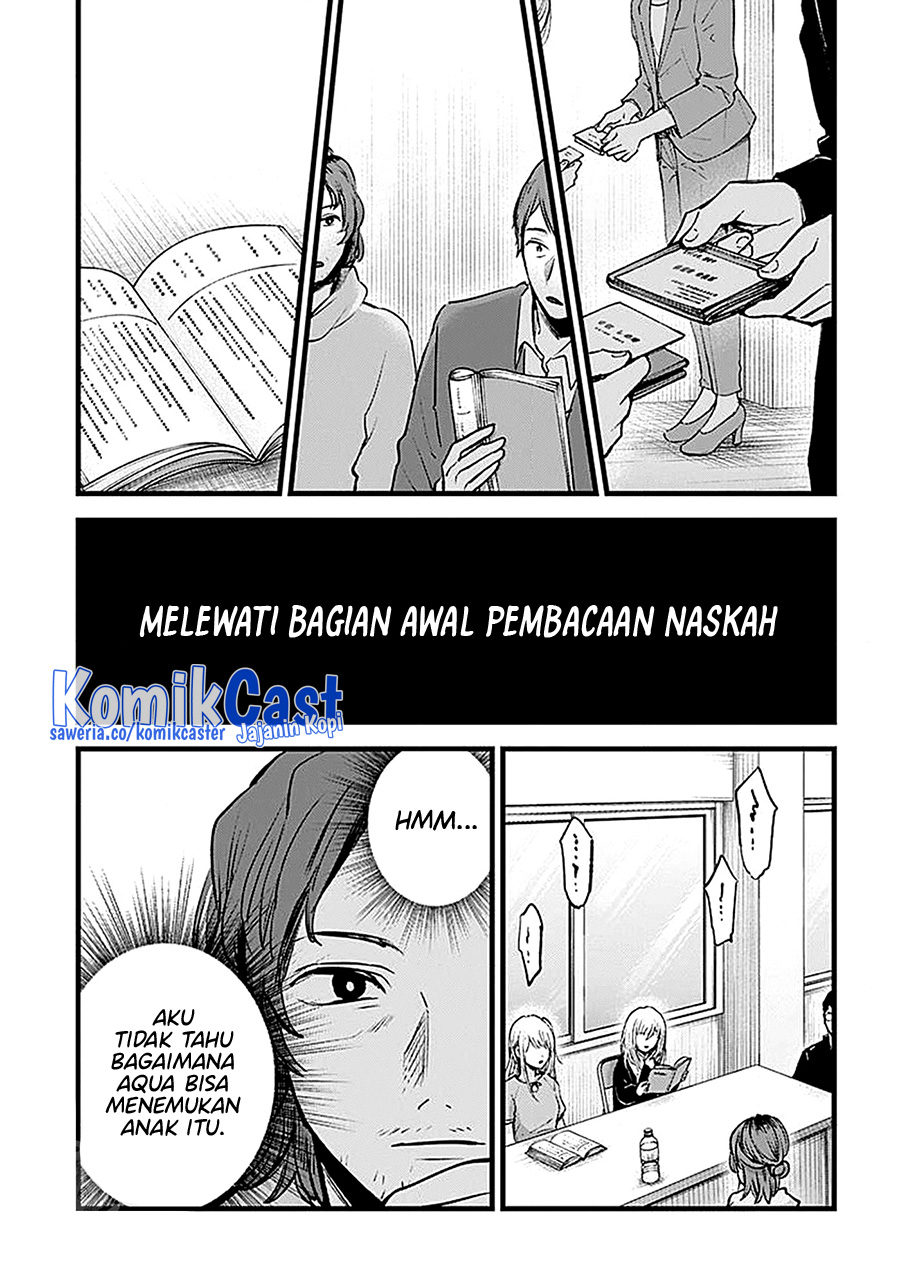 MELEWATI BAGIAN AWAL PEMBACAAN NASKAH
KomikCast
saweria.co/komikcaster Jajanin Kopi
HMM...
AKU
TIDAK TAHU
BAGAIMANA
AQUA BISA
MENEMUKAN
ANAK ITU.